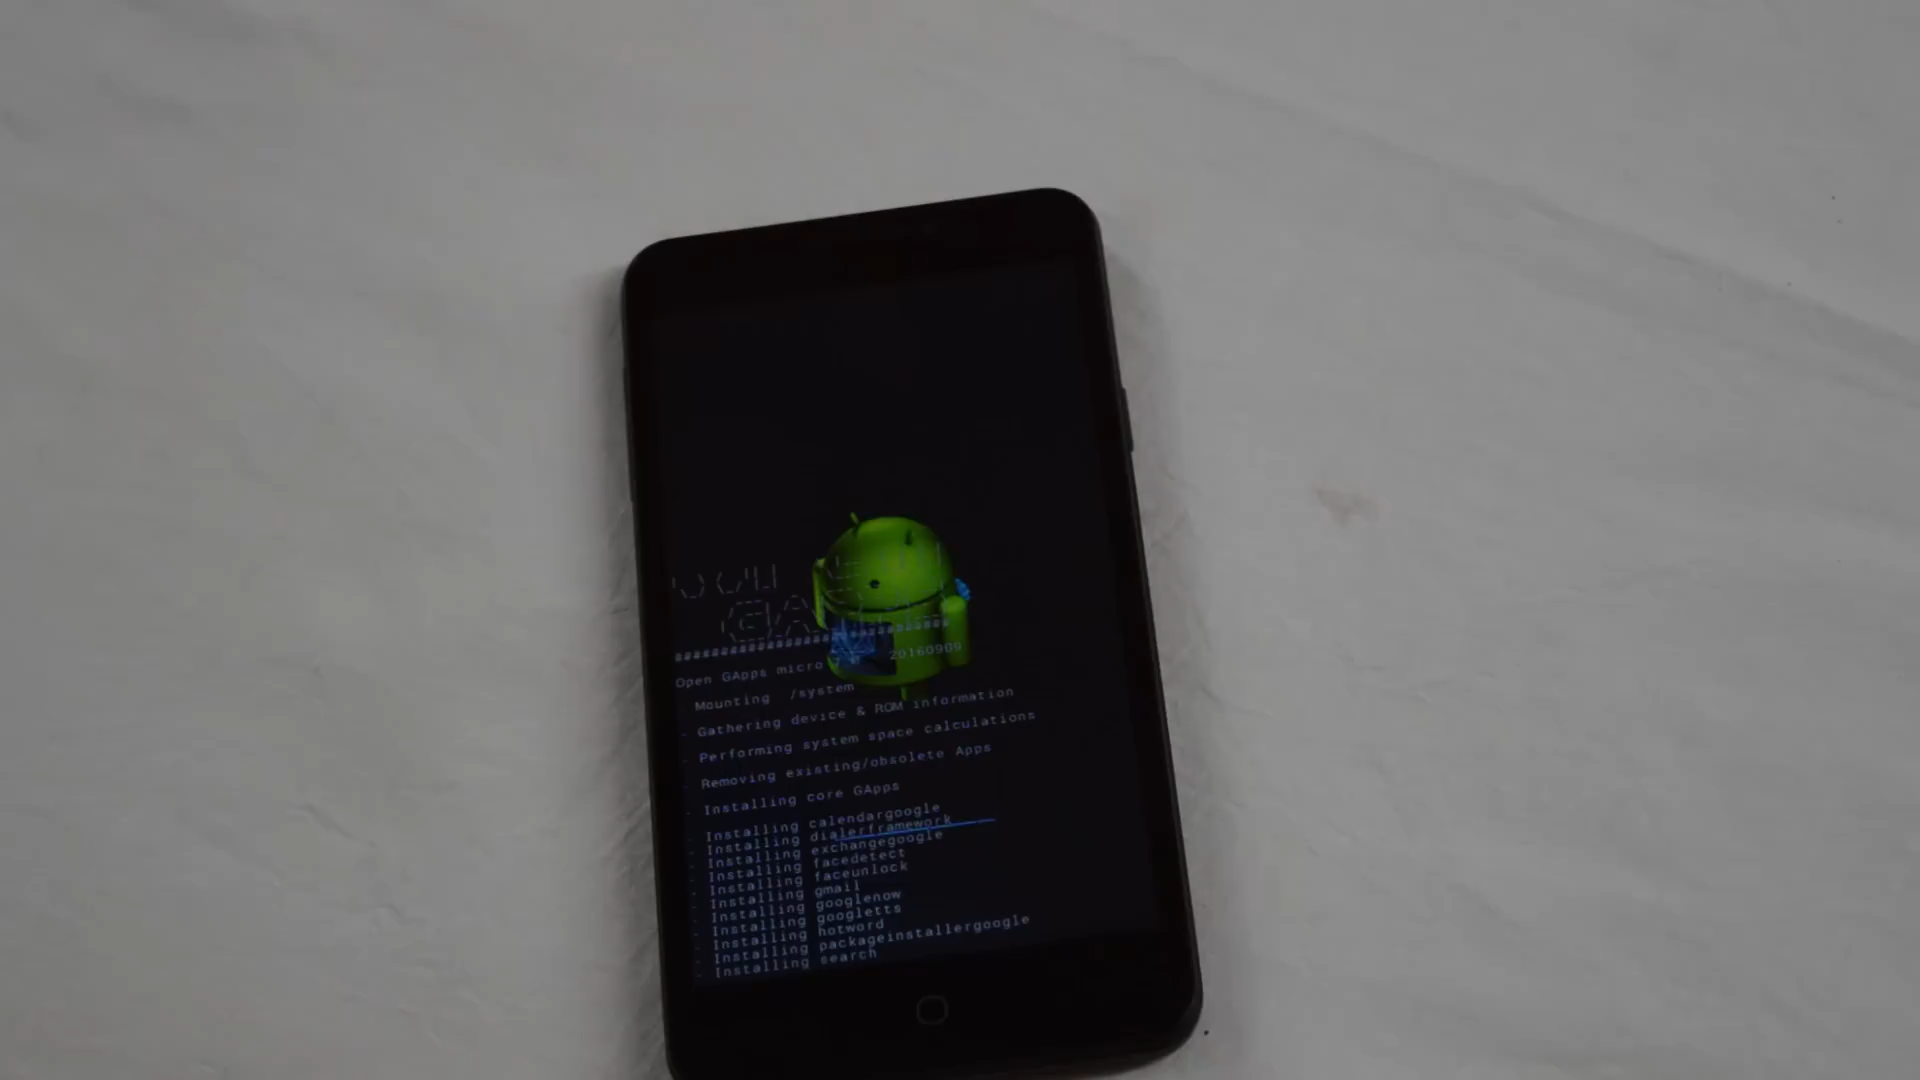 ###########################
Open GApps micro 20160909
Mounting /system
- Gathering device & ROM information
- Performing system space calculations
- Removing existing/obsolete Apps
- Installing core GApps
- Installing calendargoogle
- Installing dialerframework
- Installing exchangegoogle
- Installing facedetect
- Installing faceunlock
- Installing gmail
- Installing googlenow
- Installing googletts
- Installing hotword
- Installing packageinstallergoogle
- Installing search